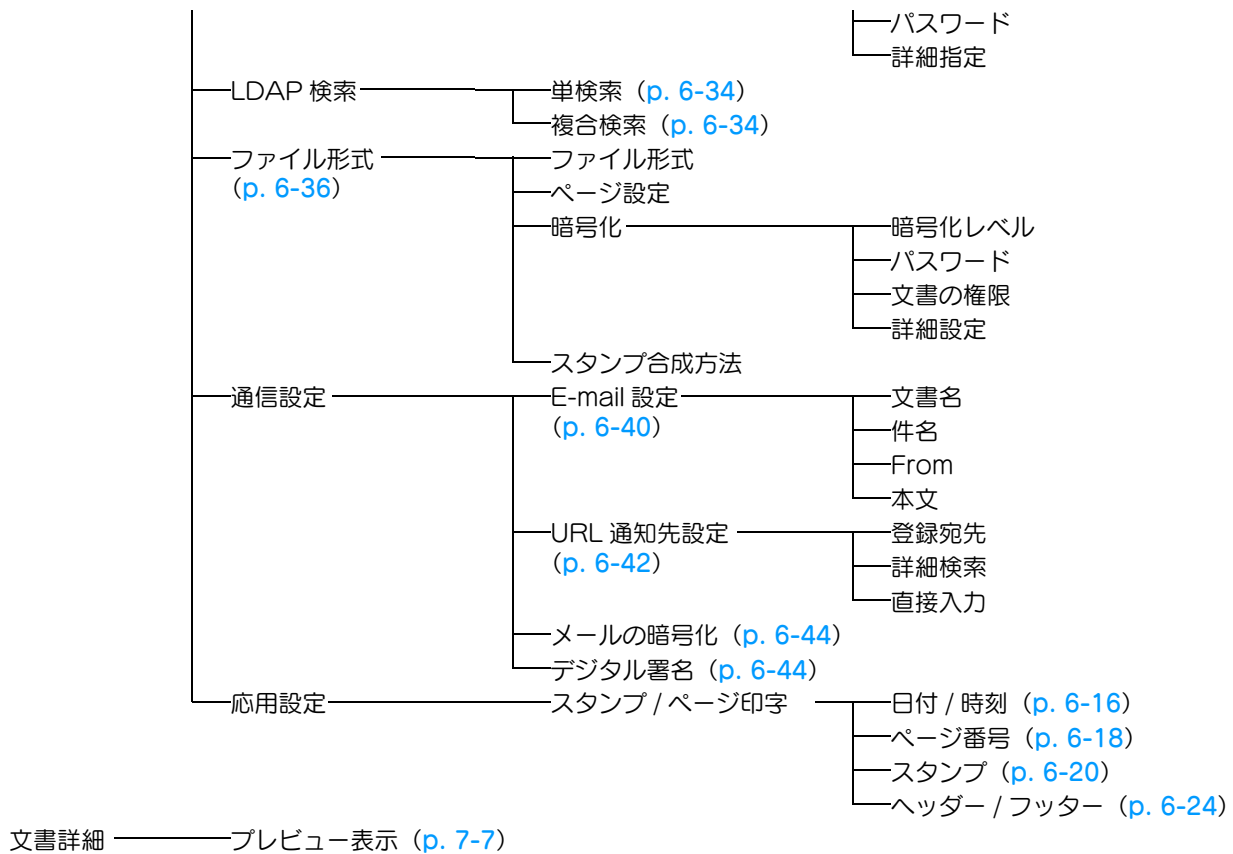 パスワード
詳細指定
LDAP 検索 単検索（p. 6-34）
複合検索（p. 6-34）
ファイル形式 ファイル形式
（p. 6-36） ページ設定
暗号化 暗号化レベル
パスワード
文書の権限
詳細設定
スタンプ合成方法
通信設定 E-mail 設定 文書名
（p. 6-40） 件名
From
本文
URL 通知先設定 登録宛先
（p. 6-42） 詳細検索
直接入力
メールの暗号化（p. 6-44）
デジタル署名（p. 6-44）
応用設定 スタンプ / ページ印字 日付 / 時刻（p. 6-16）
ページ番号（p. 6-18）
スタンプ（p. 6-20）
ヘッダー / フッター（p. 6-24）
文書詳細 プレビュー表示（p. 7-7）